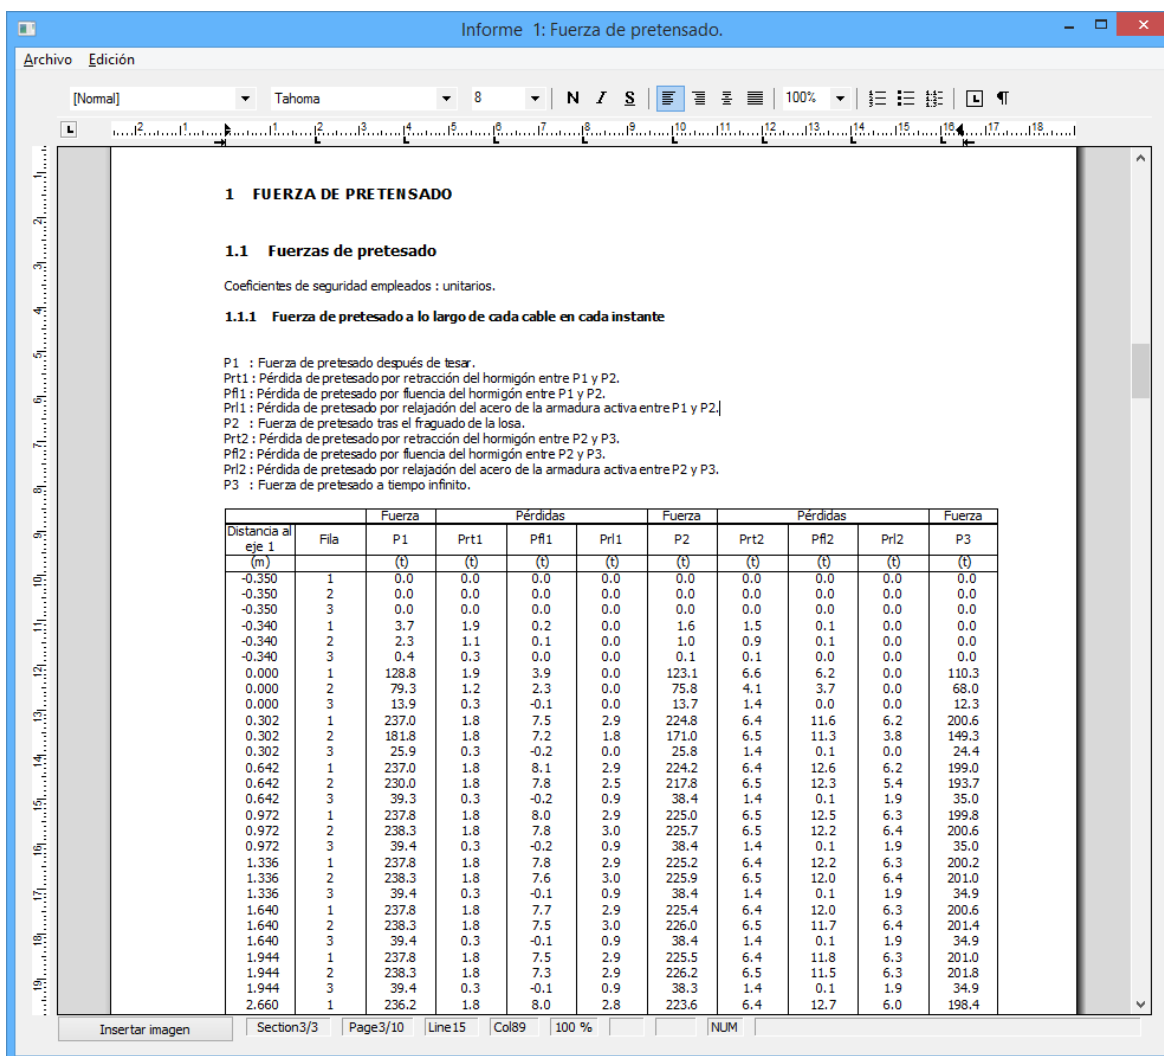 Informe 1: Fuerza de pretensado.
Archivo Edición
[Normal] Tahoma 8 N I S 100%
2 1 1 2 3 4 5 6 7 8 9 10 11 12 13 14 15 16 17 18
1 FUERZA DE PRETENSADO
1.1 Fuerzas de pretesado
Coeficientes de seguridad empleados : unitarios.
1.1.1 Fuerza de pretesado a lo largo de cada cable en cada instante
P1 : Fuerza de pretesado después de tesar.
Prt1 : Pérdida de pretesado por retracción del hormigón entre P1 y P2.
Pfl1 : Pérdida de pretesado por fluencia del hormigón entre P1 y P2.
Prl1 : Pérdida de pretesado por relajación del acero de la armadura activa entre P1 y P2.
P2 : Fuerza de pretesado tras el fraguado de la losa.
Prt2 : Pérdida de pretesado por retracción del hormigón entre P2 y P3.
Pfl2 : Pérdida de pretesado por fluencia del hormigón entre P2 y P3.
Prl2 : Pérdida de pretesado por relajación del acero de la armadura activa entre P2 y P3.
P3 : Fuerza de pretesado a tiempo infinito.
Fuerza Pérdidas Fuerza Pérdidas Fuerza
Distancia al eje 1 Fila P1 Prt1 Pfl1 Prl1 P2 Prt2 Pfl2 Prl2 P3
(m) (t) (t) (t) (t) (t) (t) (t) (t) (t)
-0.350 1 0.0 0.0 0.0 0.0 0.0 0.0 0.0 0.0 0.0
-0.350 2 0.0 0.0 0.0 0.0 0.0 0.0 0.0 0.0 0.0
-0.350 3 0.0 0.0 0.0 0.0 0.0 0.0 0.0 0.0 0.0
-0.340 1 3.7 1.9 0.2 0.0 1.6 1.5 0.1 0.0 0.0
-0.340 2 2.3 1.1 0.1 0.0 1.0 0.9 0.1 0.0 0.0
-0.340 3 0.4 0.3 0.0 0.0 0.1 0.1 0.0 0.0 0.0
0.000 1 128.8 1.9 3.9 0.0 123.1 6.6 6.2 0.0 110.3
0.000 2 79.3 1.2 2.3 0.0 75.8 4.1 3.7 0.0 68.0
0.000 3 13.9 0.3 -0.1 0.0 13.7 1.4 0.0 0.0 12.3
0.302 1 237.0 1.8 7.5 2.9 224.8 6.4 11.6 6.2 200.6
0.302 2 181.8 1.8 7.2 1.8 171.0 6.5 11.3 3.8 149.3
0.302 3 25.9 0.3 -0.2 0.0 25.8 1.4 0.1 0.0 24.4
0.642 1 237.0 1.8 8.1 2.9 224.2 6.4 12.6 6.2 199.0
0.642 2 230.0 1.8 7.8 2.5 217.8 6.5 12.3 5.4 193.7
0.642 3 39.3 0.3 -0.2 0.9 38.4 1.4 0.1 1.9 35.0
0.972 1 237.8 1.8 8.0 2.9 225.0 6.5 12.5 6.3 199.8
0.972 2 238.3 1.8 7.8 3.0 225.7 6.5 12.2 6.4 200.6
0.972 3 39.4 0.3 -0.2 0.9 38.4 1.4 0.1 1.9 35.0
1.336 1 237.8 1.8 7.8 2.9 225.2 6.4 12.2 6.3 200.2
1.336 2 238.3 1.8 7.6 3.0 225.9 6.5 12.0 6.4 201.0
1.336 3 39.4 0.3 -0.1 0.9 38.4 1.4 0.1 1.9 34.9
1.640 1 237.8 1.8 7.7 2.9 225.4 6.4 12.0 6.3 200.6
1.640 2 238.3 1.8 7.5 3.0 226.0 6.5 11.7 6.4 201.4
1.640 3 39.4 0.3 -0.1 0.9 38.4 1.4 0.1 1.9 34.9
1.944 1 237.8 1.8 7.5 2.9 225.5 6.4 11.8 6.3 201.0
1.944 2 238.3 1.8 7.3 2.9 226.2 6.5 11.5 6.3 201.8
1.944 3 39.4 0.3 -0.1 0.9 38.3 1.4 0.1 1.9 34.9
2.660 1 236.2 1.8 8.0 2.8 223.6 6.4 12.7 6.0 198.4
Insertar imagen Section3/3 Page3/10 Line15 Col89 100 % NUM